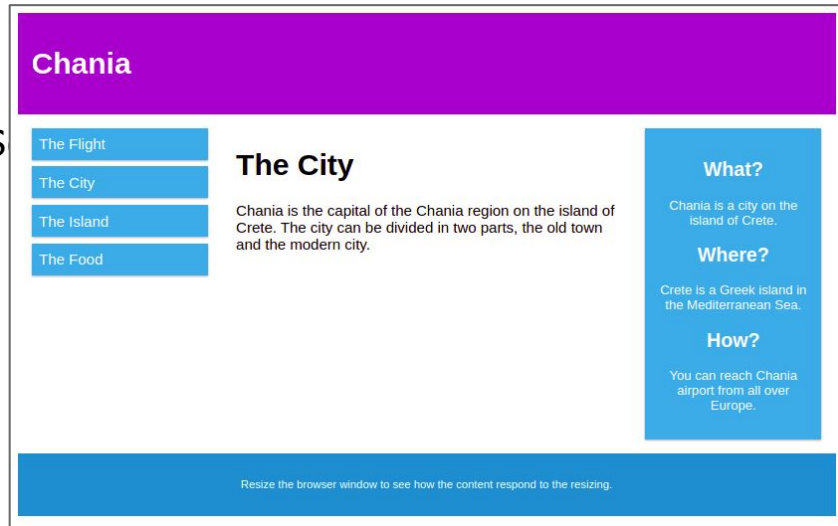 Chania
s
The Flight
The City
The Island
The Food
The City
Chania is the capital of the Chania region on the island of
Crete. The city can be divided in two parts, the old town
and the modern city.
What?
Chania is a city on the
island of Crete.
Where?
Crete is a Greek island in
the Mediterranean Sea.
How?
You can reach Chania
airport from all over
Europe.
Resize the browser window to see how the content respond to the resizing.